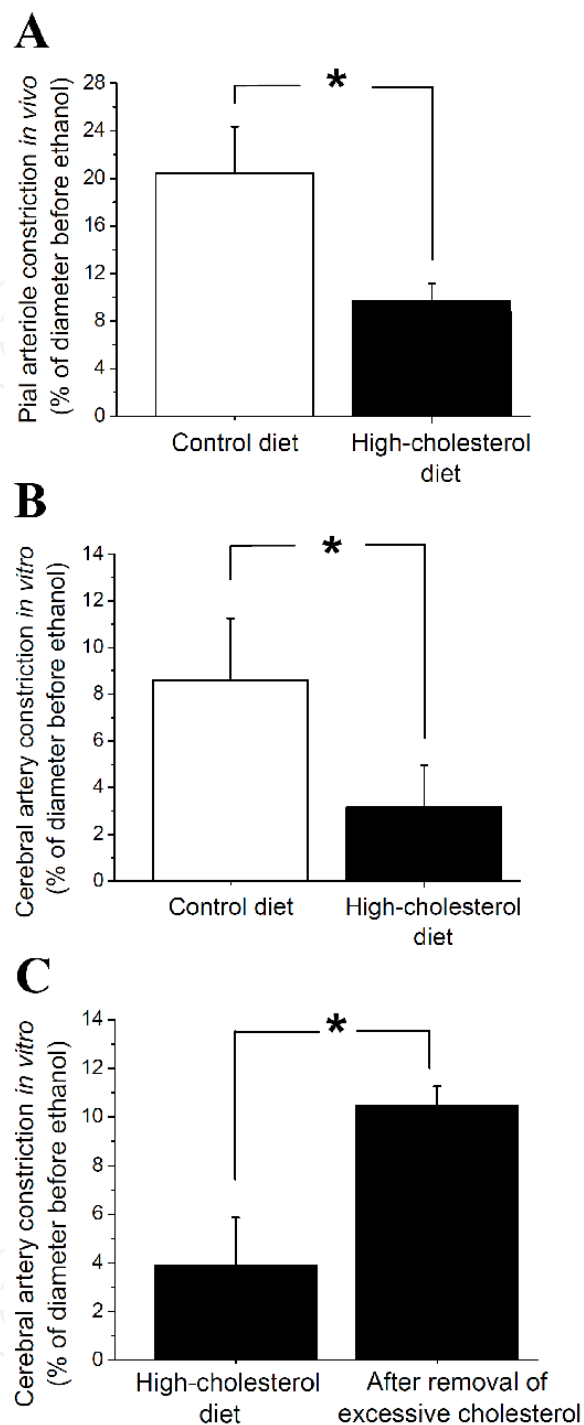 A
Pial arteriole constriction in vivo
(% of diameter before ethanol)
28
24
20
16
12
8
4
0
*
Control diet
High-cholesterol
diet
B
Cerebral artery constriction in vitro
(% of diameter before ethanol)
14
12
10
8
6
4
2
0
*
Control diet
High-cholesterol
diet
C
Cerebral artery constriction in vitro
(% of diameter before ethanol)
14
12
10
8
6
4
2
0
*
High-cholesterol
diet
After removal of
excessive cholesterol